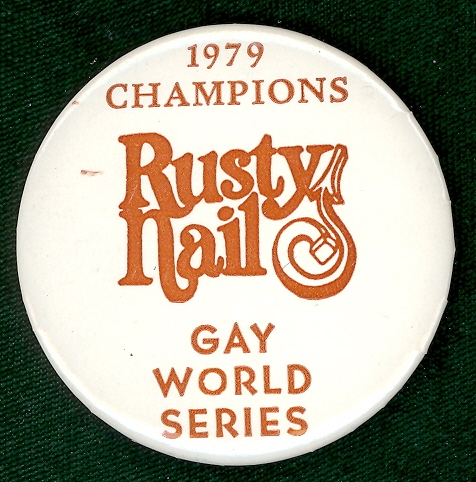 1979
CHAMPIONS
Rusty
Nail
GAY
WORLD
SERIES